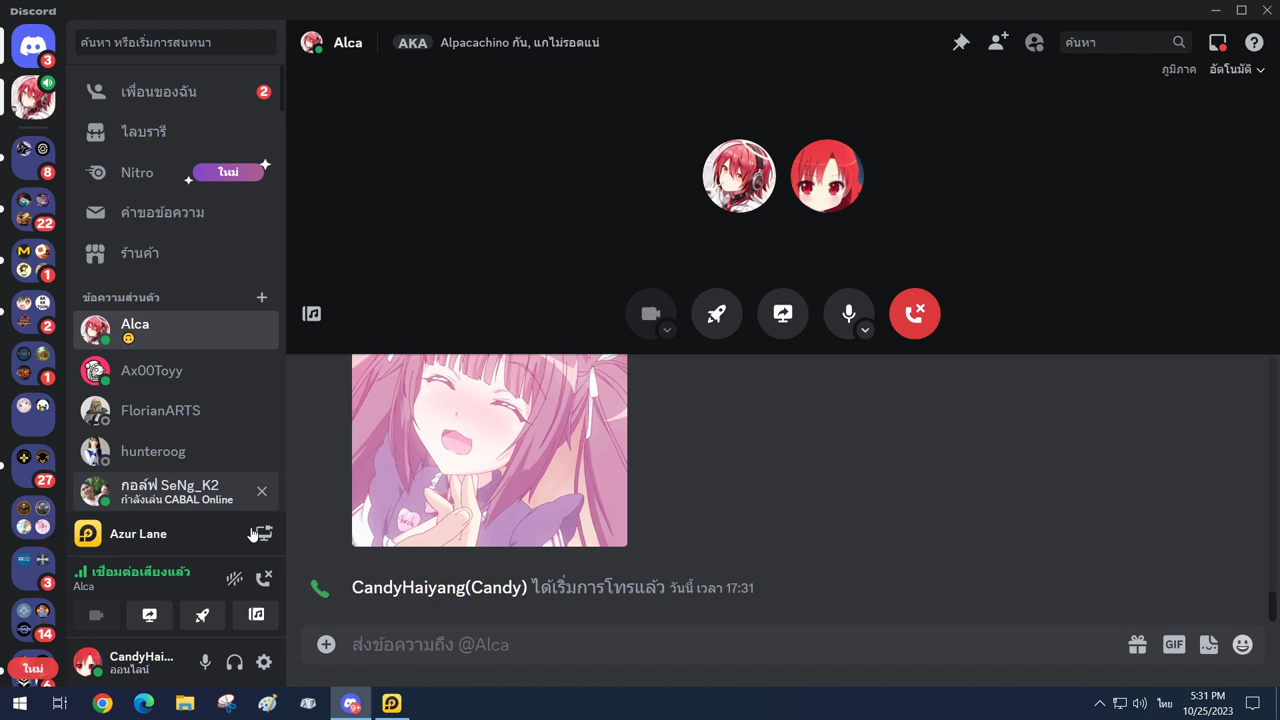 Discord
ค้นหา หรือเริ่มการสนทนา
Alca
AKA
Alpacachino กัน, แกไม่รอดแน่
ค้นหา
ภูมิภาค
อัตโนมัติ
3
เพื่อนของฉัน
2
ไลบรารี
Nitro
ใหม่
คำขอข้อความ
ร้านค้า
ข้อความส่วนตัว
Alca
Ax00Toyy
FlorianARTS
hunteroog
กอล์ฟ SeNg_K2
กำลังเล่น CABAL Online
Azur Lane
เชื่อมต่อเสียงแล้ว
Alca
CandyHai...
ออนไลน์
8
22
1
2
1
27
3
14
ใหม่
6
CandyHaiyang(Candy) ได้เริ่มการโทรแล้ว วันนี้ เวลา 17:31
ส่งข้อความถึง @Alca
GIF
9+
ไทย
5:31 PM
10/25/2023